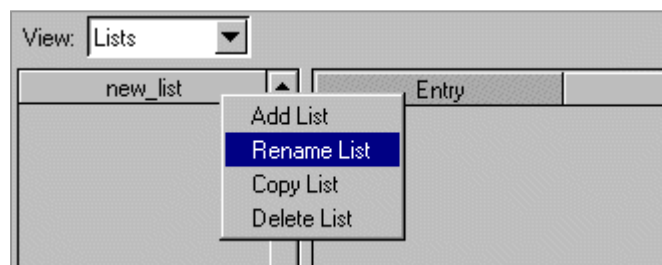 View: Lists
new_list Entry
Add List
Rename List
Copy List
Delete List